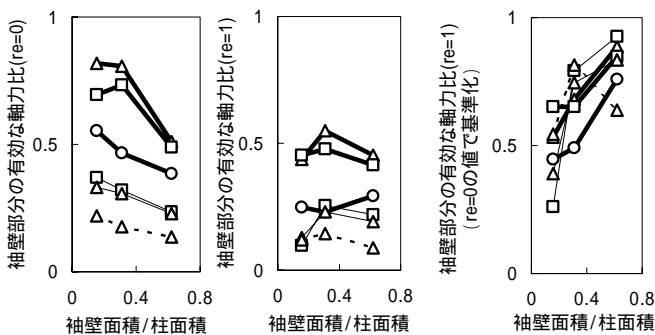 袖壁部分の有効な軸力比(re=0)
1
0.5
0
0 0.4 0.8
袖壁面積/柱面積
袖壁部分の有効な軸力比(re=1)
1
0.5
0
0 0.4 0.8
袖壁面積/柱面積
袖壁部分の有効な軸力比(re=1)
(re=0の値で基準化)
1
0.5
0
0 0.4 0.8
袖壁面積/柱面積